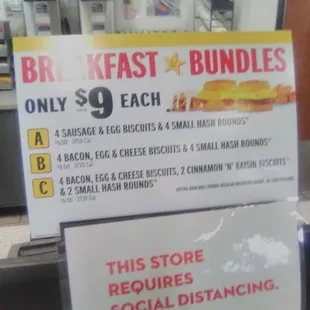 BREAKFAST BUNDLES
ONLY $9 EACH
A 4 SAUSAGE & EGG BISCUITS & 4 SMALL HASH ROUNDS
B 4 BACON, EGG & CHEESE BISCUITS & 4 SMALL HASH ROUNDS
C 4 BACON, EGG & CHEESE BISCUITS, 2 CINNAMON 'N' RAISIN BISCUITS
& 2 SMALL HASH ROUNDS
THIS STORE
REQUIRES
SOCIAL DISTANCING.